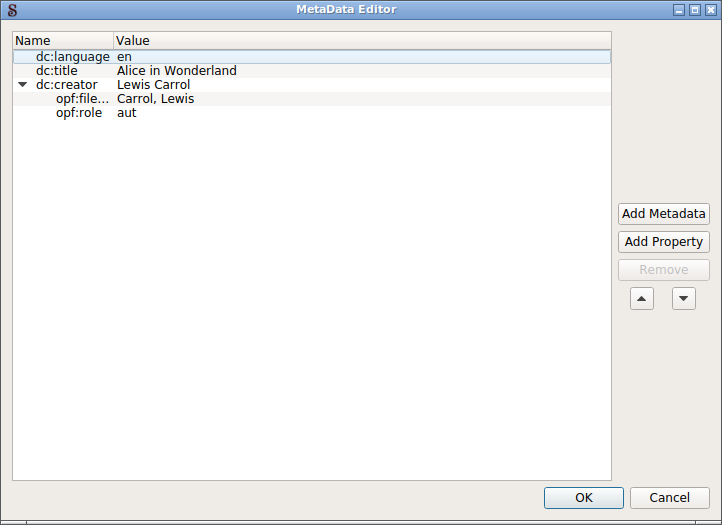 MetaData Editor
Name Value
dc:language en
dc:title Alice in Wonderland
dc:creator Lewis Carrol
opf:file... Carrol, Lewis
opf:role aut
Add Metadata
Add Property
Remove
OK Cancel